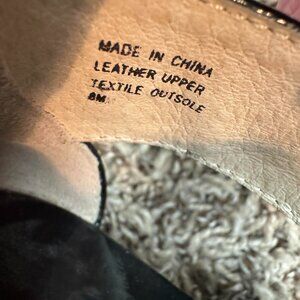 MADE IN CHINA
LEATHER UPPER
TEXTILE OUTSOLE
8M